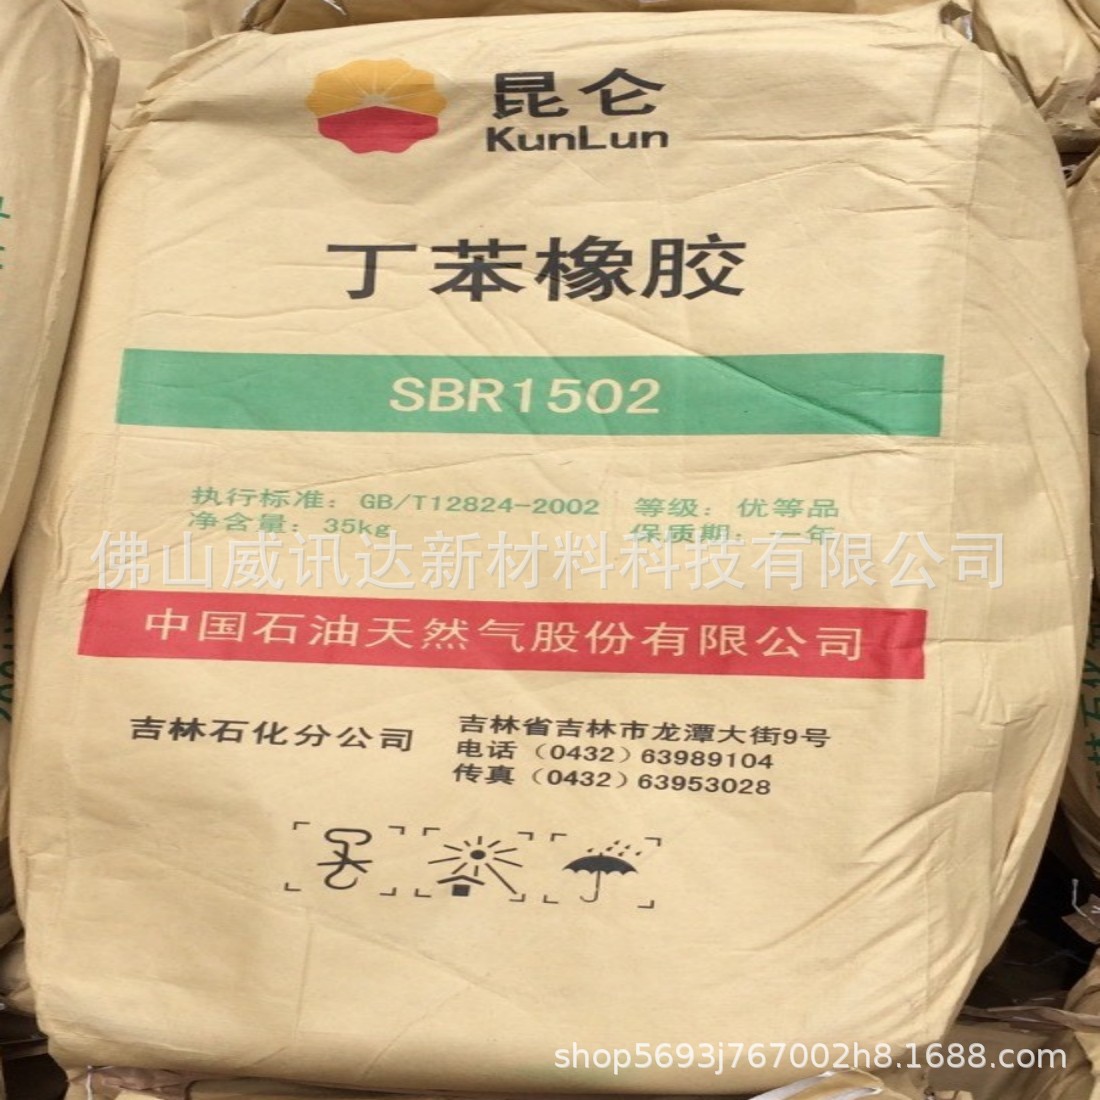 昆仑
KunLun
丁苯橡胶
SBR1502
执行标准：GB/T12824-2002 等级：优等品
净含量：35kg 保质期：一年
佛山威讯达新材料科技有限公司
中国石油天然气股份有限公司
吉林石化分公司
吉林省吉林市龙潭大街9号
电话（0432）63989104
传真（0432）63953028
shop5693j767002h8.1688.com